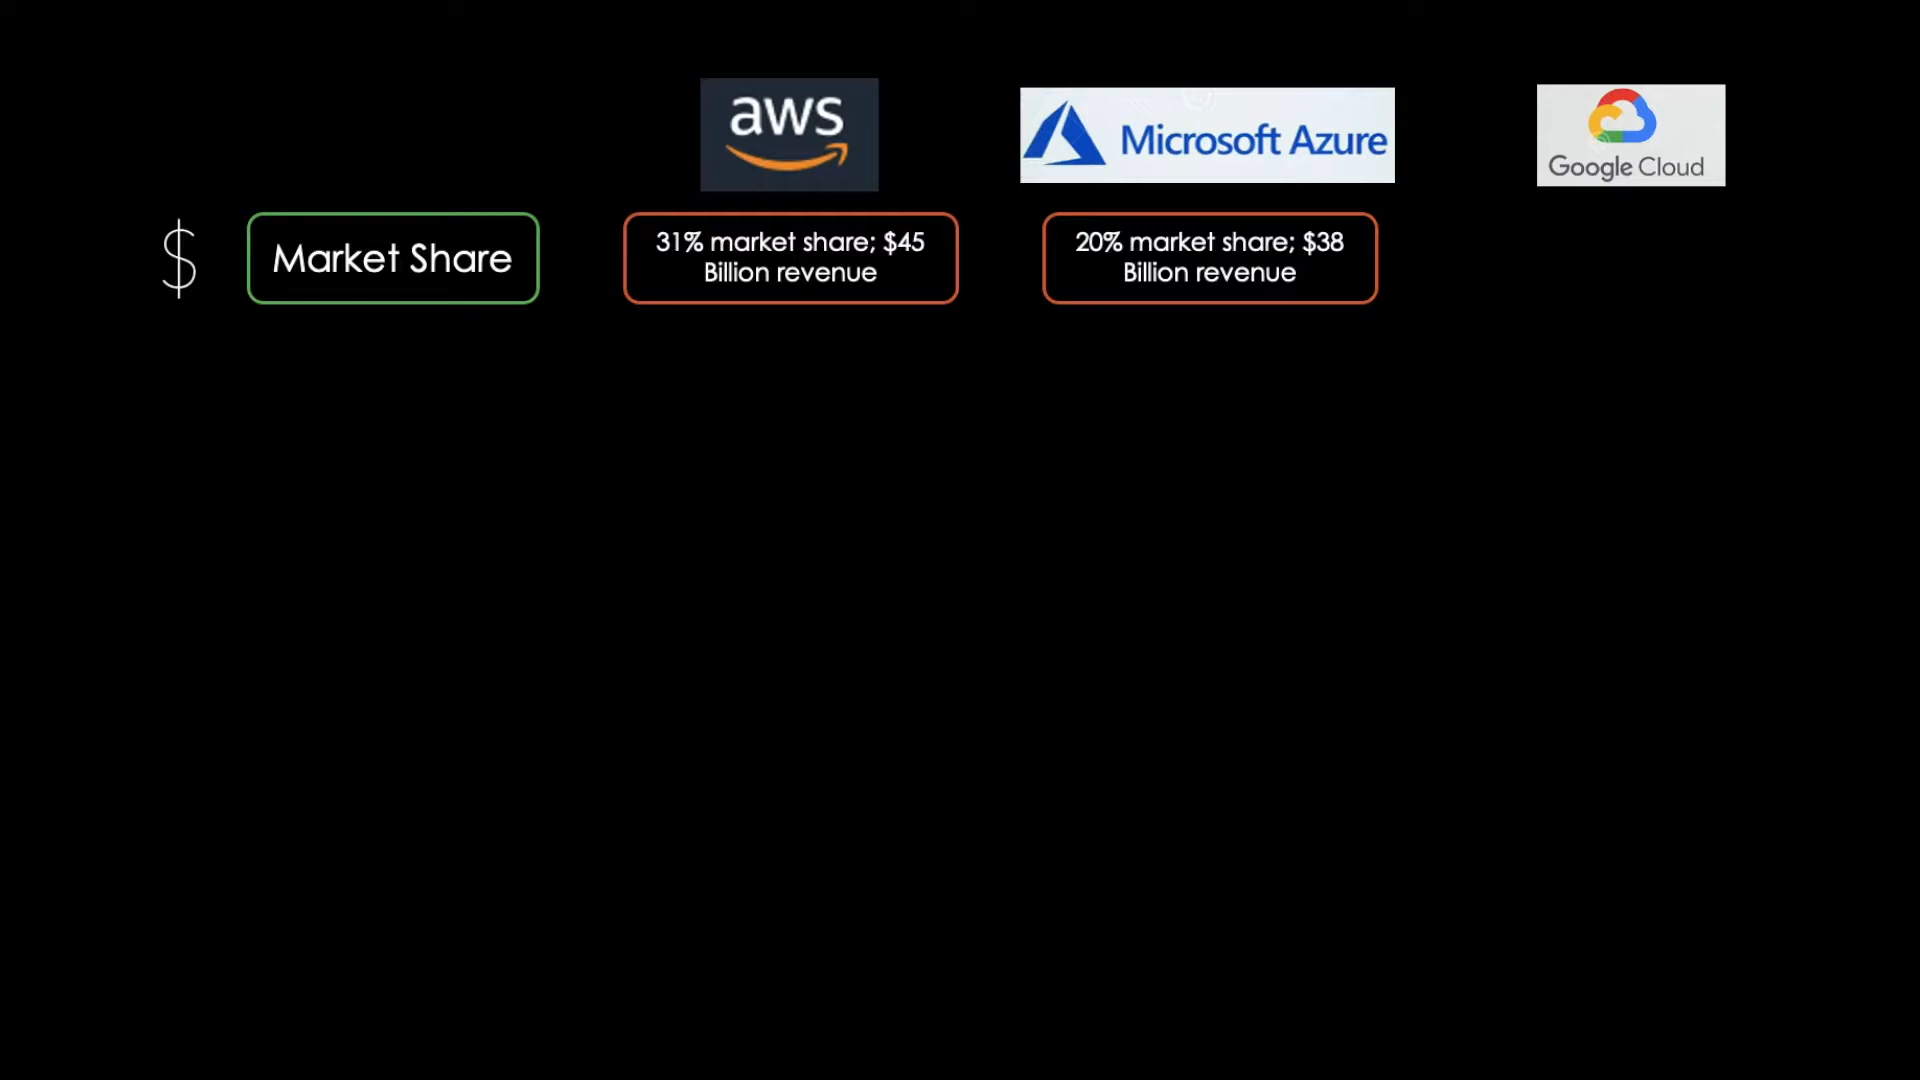 aws
Microsoft Azure
Google Cloud
$
Market Share
31% market share; $45
Billion revenue
20% market share; $38
Billion revenue